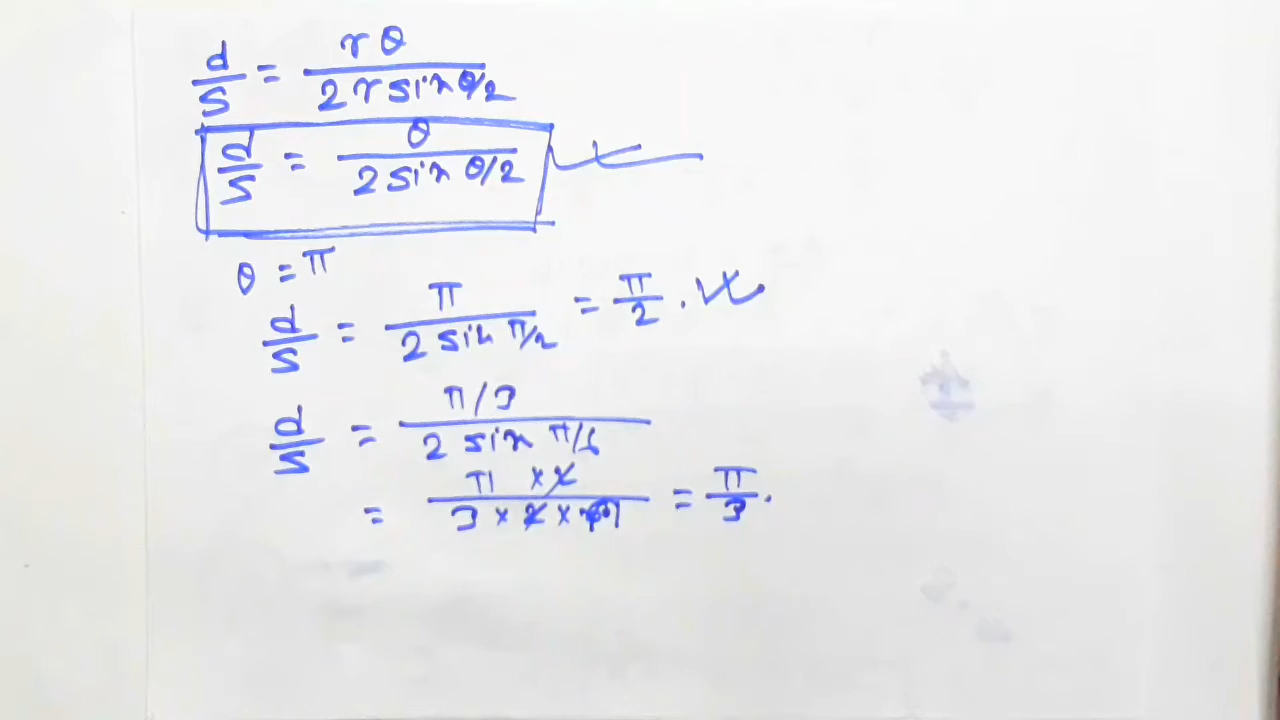 d/s = rθ / 2r sin θ/2
d/s = θ / 2 sin θ/2
θ = π
d/s = π / 2 sin π/2 = π/2 .
d/s = π/3 / 2 sin π/6
= π × 2 / 3 × 2 × 1 = π/3 .